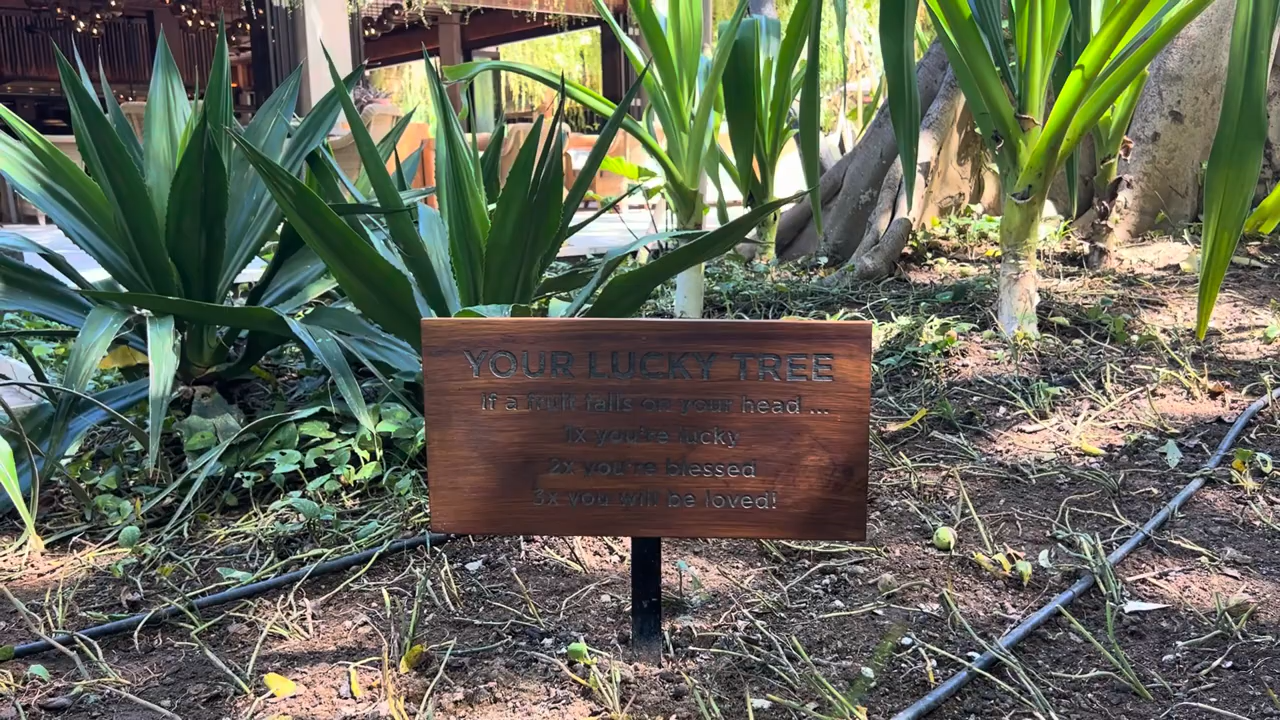 YOUR LUCKY TREE
If a fruit falls on your head ...
1x you're lucky
2x you're blessed
3x you will be loved!